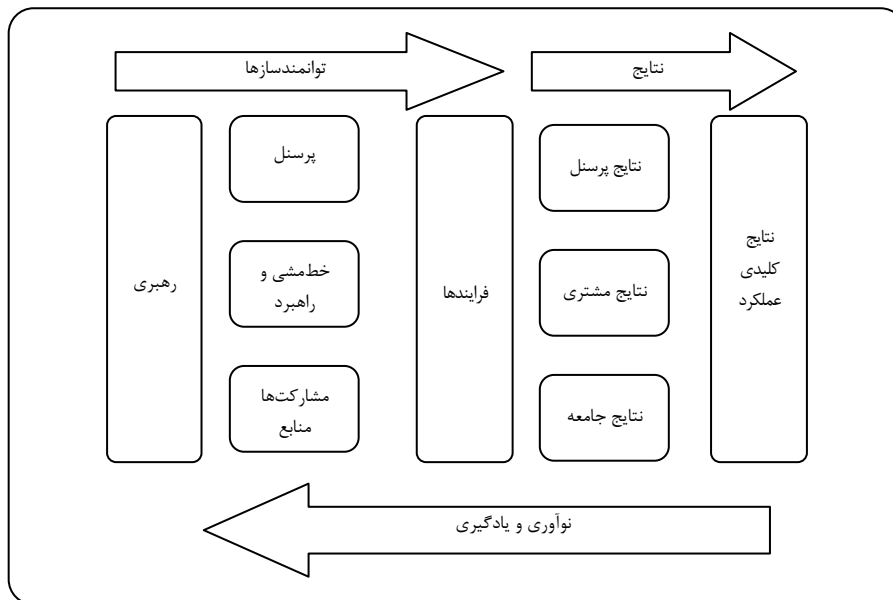 توانمندسازها
نتایج
رهبری
پرسنل
خط‌مشی و
راهبرد
مشارکت‌ها
منابع
فرایندها
نتایج پرسنل
نتایج مشتری
نتایج جامعه
نتایج
کلیدی
عملکرد
نوآوری و یادگیری